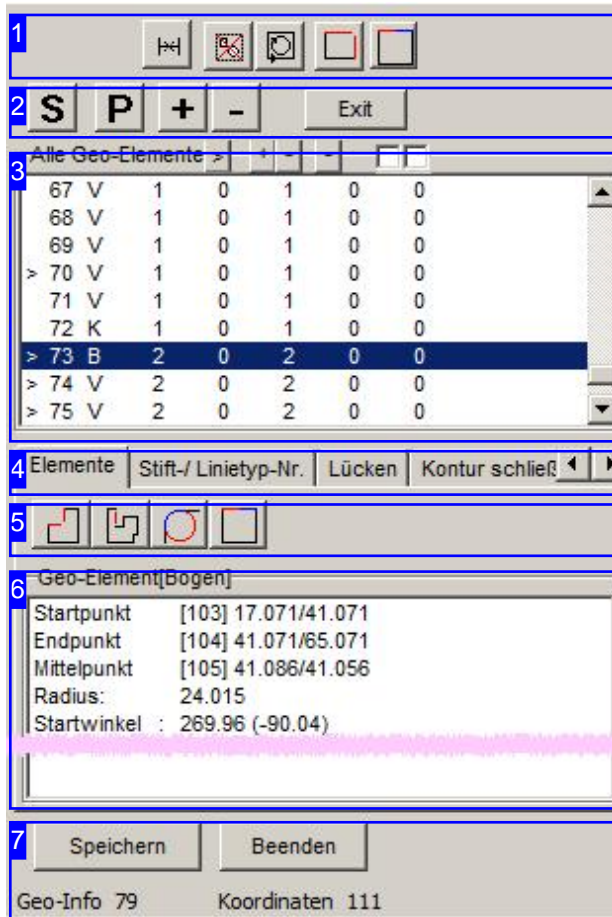 1
2 S P + - Exit
3 Alle Geo-Elemente > + - - 
67 V 1 0 1 0 0
68 V 1 0 1 0 0
69 V 1 0 1 0 0
> 70 V 1 0 1 0 0
71 V 1 0 1 0 0
72 K 1 0 1 0 0
> 73 B 2 0 2 0 0
> 74 V 2 0 2 0 0
> 75 V 2 0 2 0 0
4 Elemente Stift-/ Linietyp-Nr. Lücken Kontur schließ
5
6 Geo-Element[Bogen]
Startpunkt [103] 17.071/41.071
Endpunkt [104] 41.071/65.071
Mittelpunkt [105] 41.086/41.056
Radius: 24.015
Startwinkel : 269.96 (-90.04)
7 Speichern Beenden
Geo-Info 79 Koordinaten 111